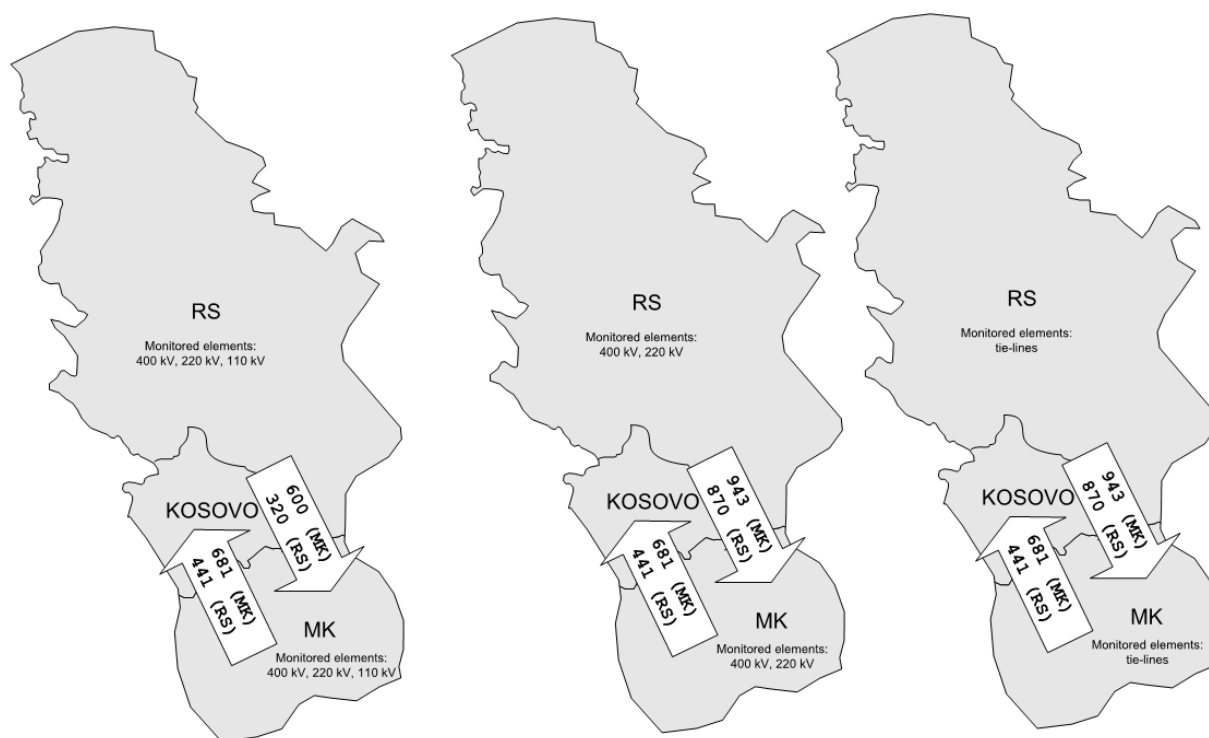 RS
Monitored elements:
400 kV, 220 kV, 110 kV
KOSOVO
600 (MK)
320 (RS)
681 (MK)
441 (RS)
MK
Monitored elements:
400 kV, 220 kV, 110 kV
RS
Monitored elements:
400 kV, 220 kV
KOSOVO
943 (MK)
870 (RS)
681 (MK)
441 (RS)
MK
Monitored elements:
400 kV, 220 kV
RS
Monitored elements:
tie-lines
KOSOVO
943 (MK)
870 (RS)
681 (MK)
441 (RS)
MK
Monitored elements:
tie-lines